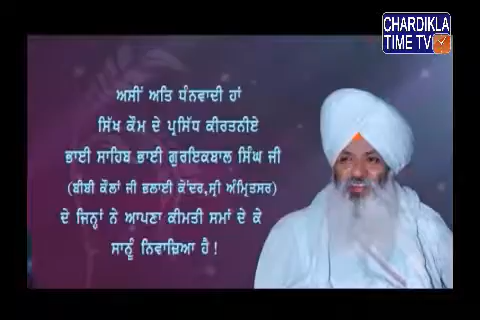 CHARDIKLA
TIME TV
ਅਸੀਂ ਅਤਿ ਧੰਨਵਾਦੀ ਹਾਂ
ਸਿੱਖ ਕੌਮ ਦੇ ਪ੍ਰਸਿੱਧ ਕੀਰਤਨੀਏ
ਭਾਈ ਸਾਹਿਬ ਭਾਈ ਗੁਰਇਕਬਾਲ ਸਿੰਘ ਜੀ
(ਬੀਬੀ ਕੌਲਾਂ ਜੀ ਭਲਾਈ ਕੇਂਦਰ,ਸ੍ਰੀ ਅੰਮ੍ਰਿਤਸਰ)
ਦੇ ਜਿਨ੍ਹਾਂ ਨੇ ਆਪਣਾ ਕੀਮਤੀ ਸਮਾਂ ਦੇ ਕੇ
ਸਾਨੂੰ ਨਿਵਾਜ਼ਿਆ ਹੈ !